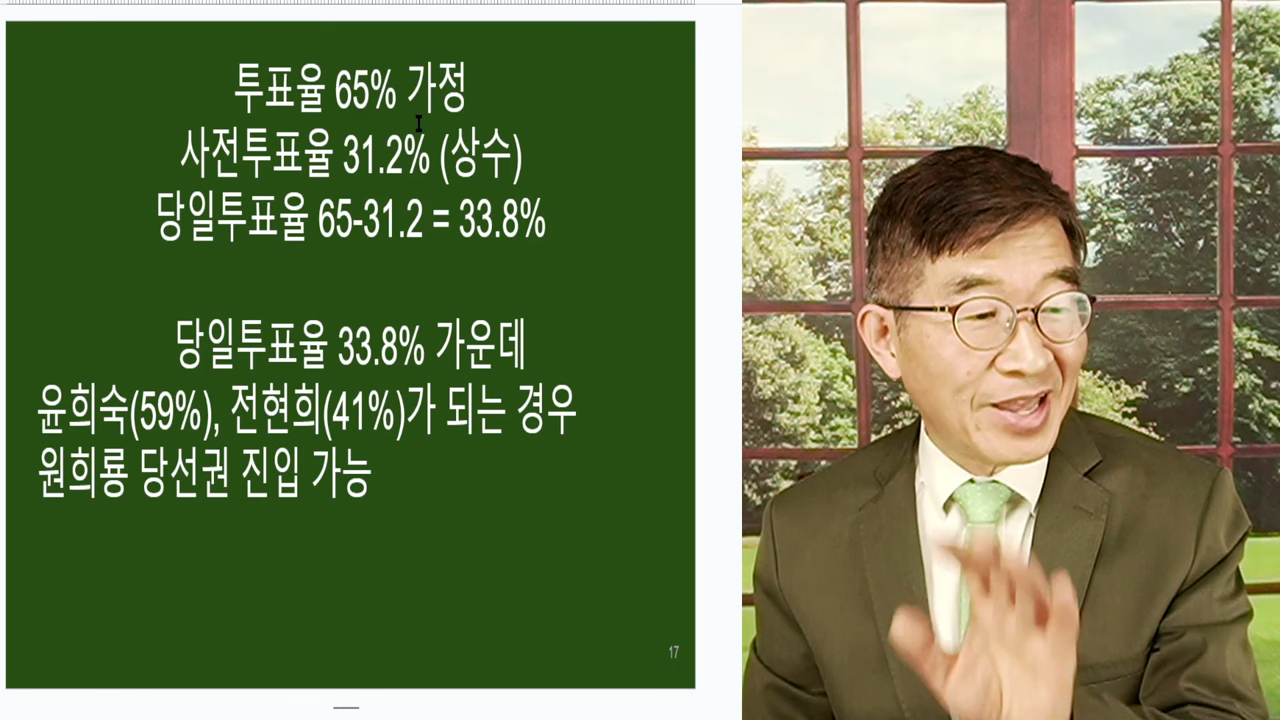 투표율 65% 가정
사전투표율 31.2% (상수)
당일투표율 65-31.2 = 33.8%
당일투표율 33.8% 가운데
윤희숙(59%), 전현희(41%)가 되는 경우
원희룡 당선권 진입 가능
17